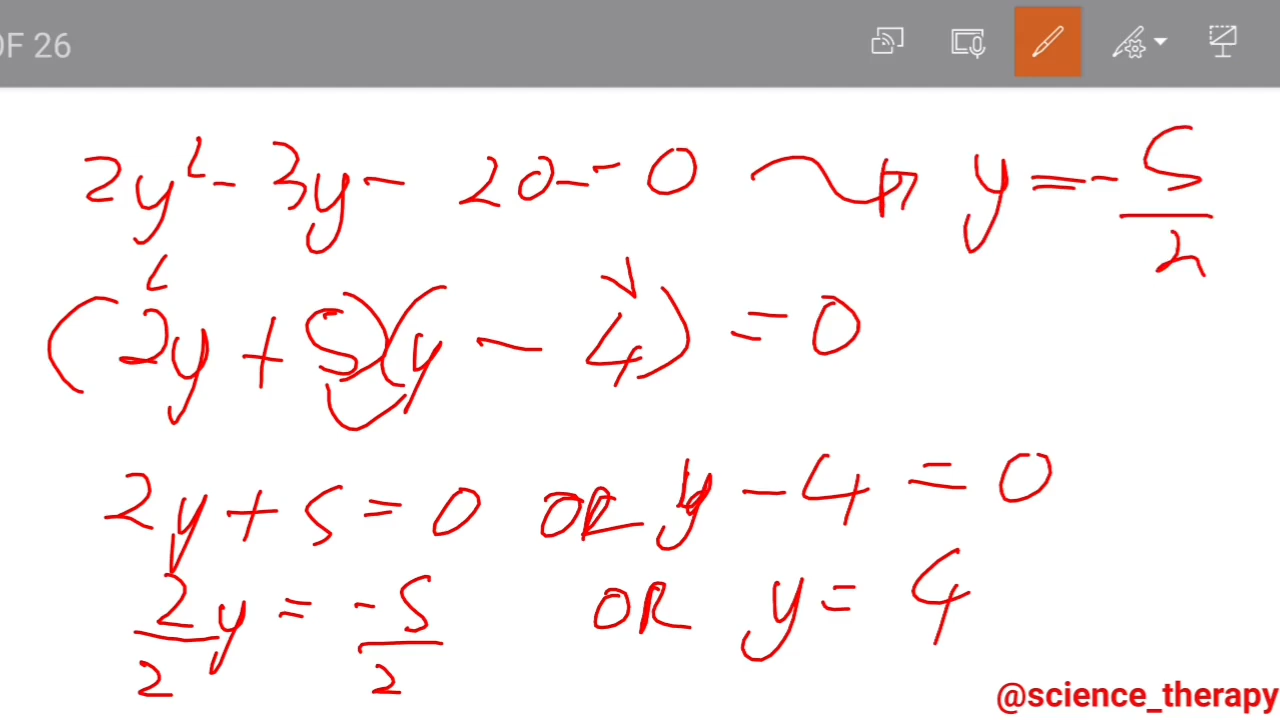 OF 26
2y² - 3y - 20 = 0 → y = -5/2
(2y + 5)(y - 4) = 0
2y + 5 = 0 OR y - 4 = 0
2y/2 = -5/2 OR y = 4
@science_therapy